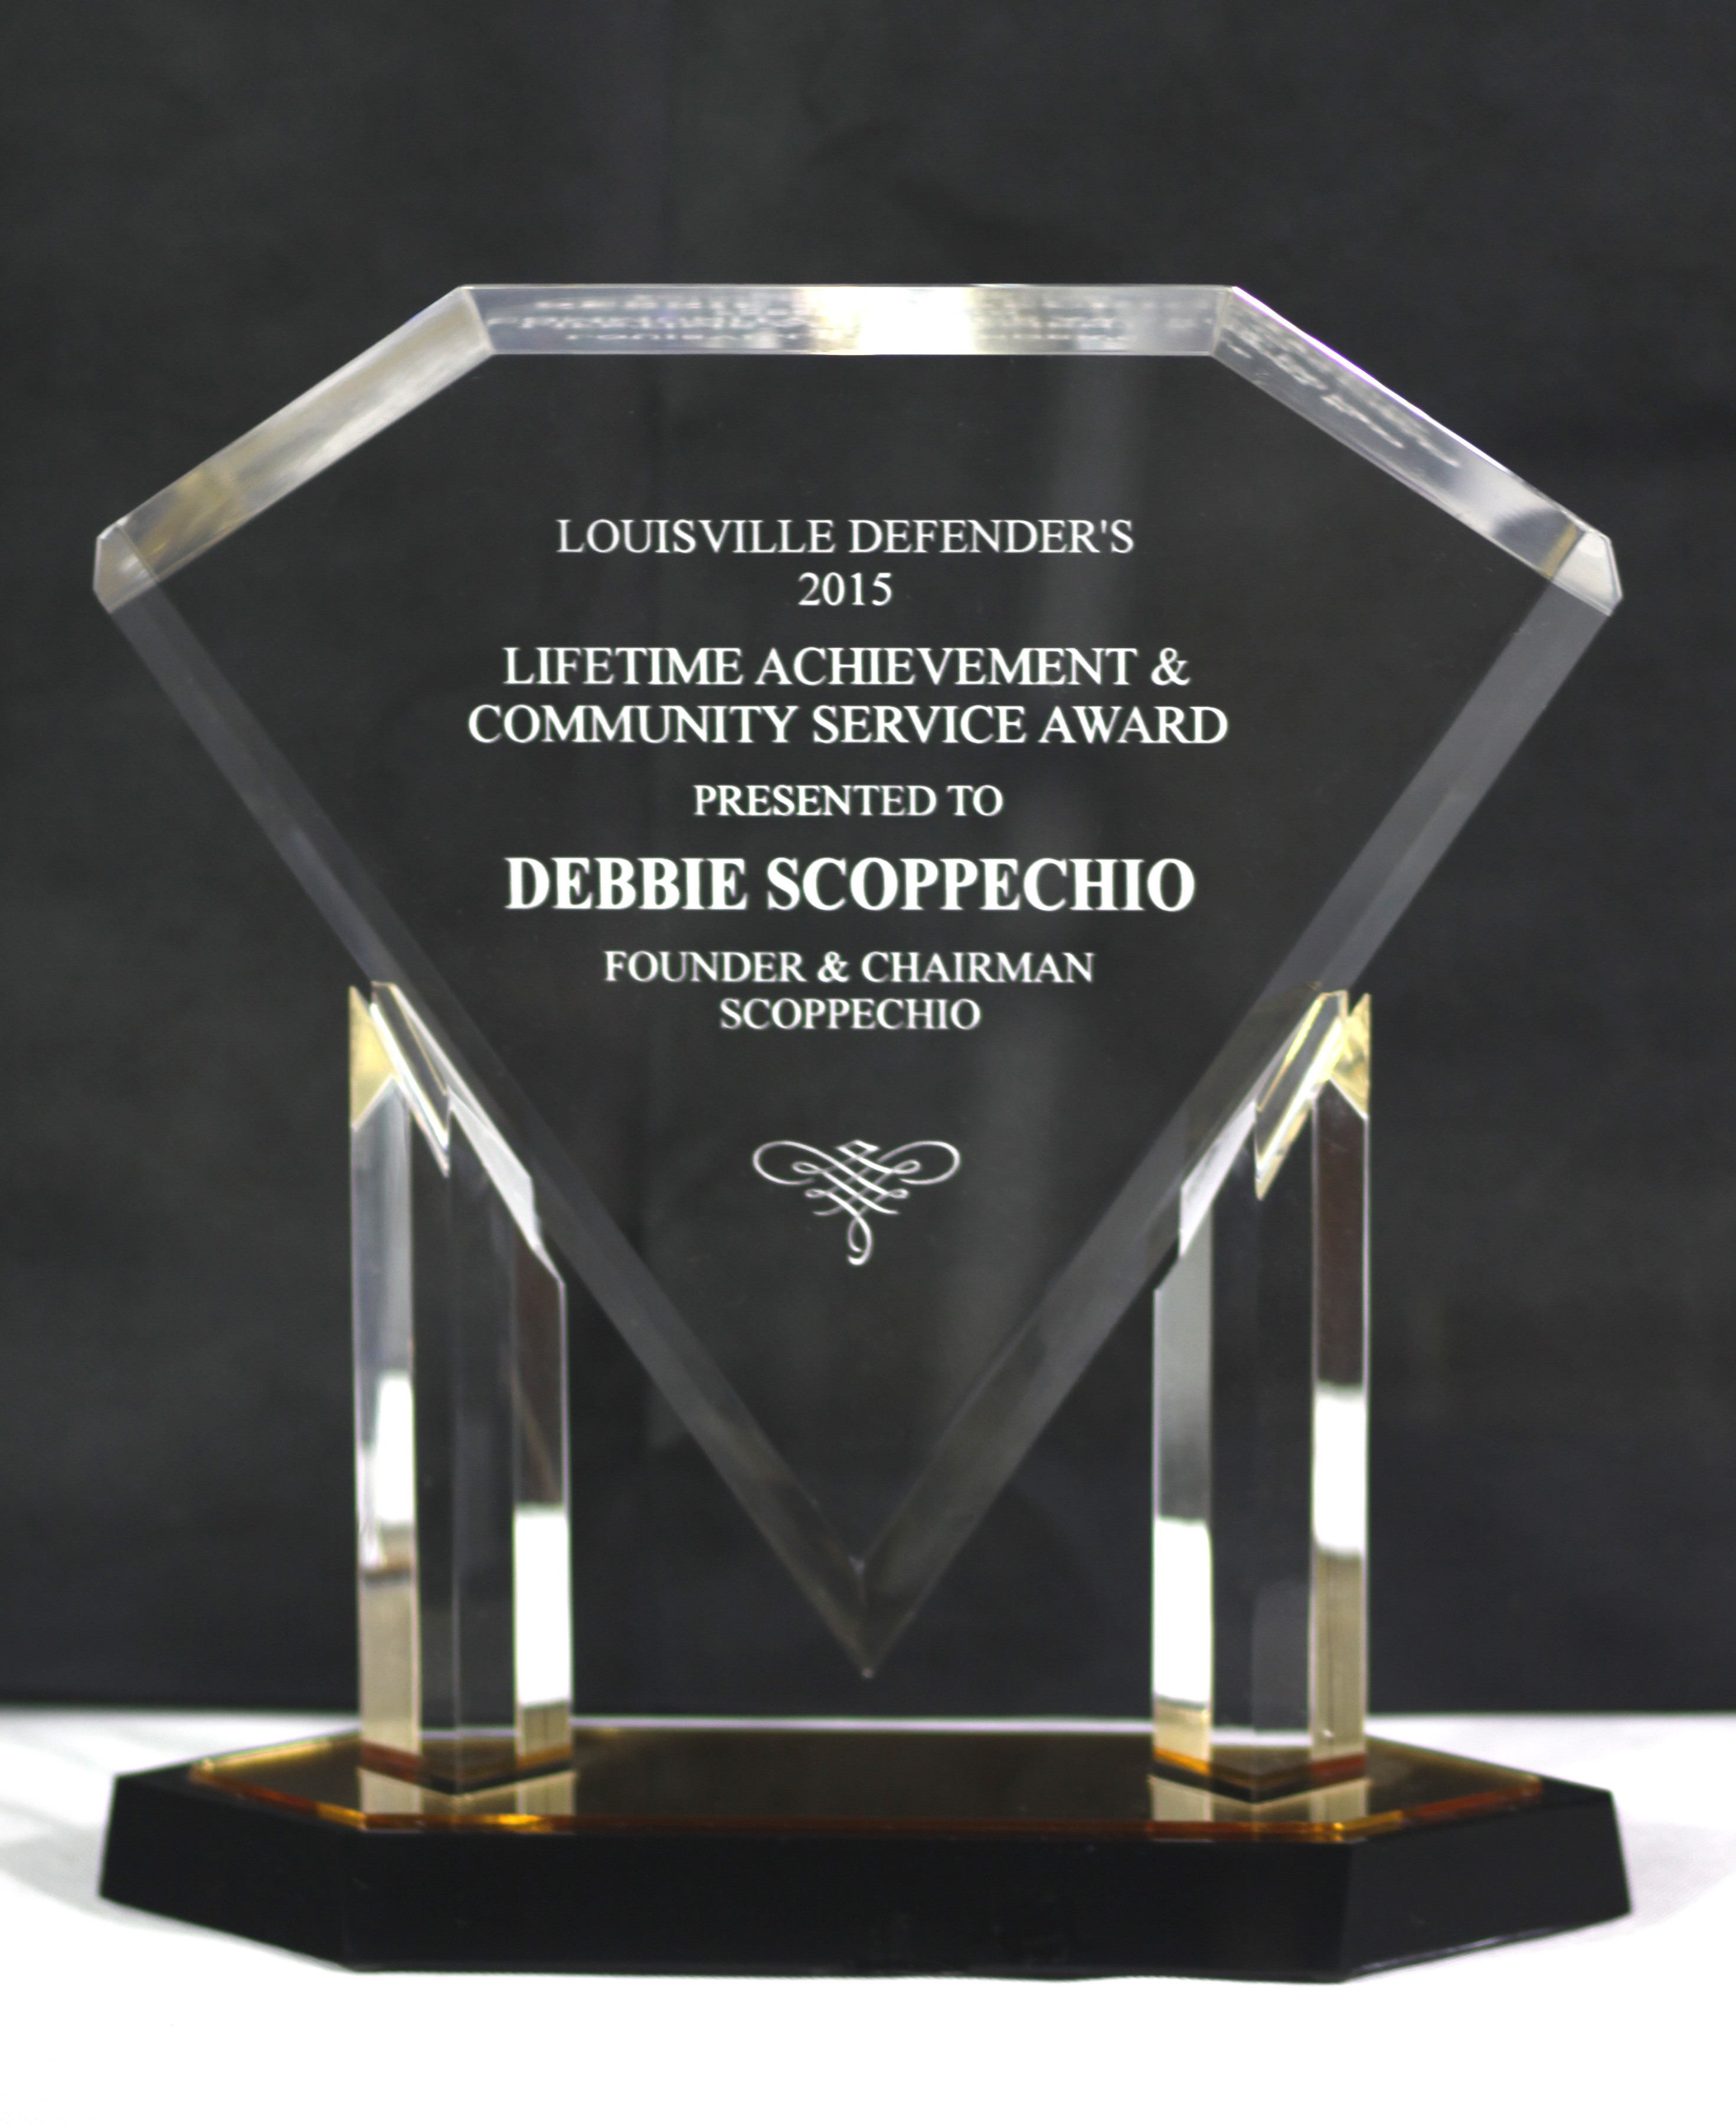 LOUISVILLE DEFENDER'S
2015
LIFETIME ACHIEVEMENT &
COMMUNITY SERVICE AWARD
PRESENTED TO
DEBBIE SCOPPECHIO
FOUNDER & CHAIRMAN
SCOPPECHIO